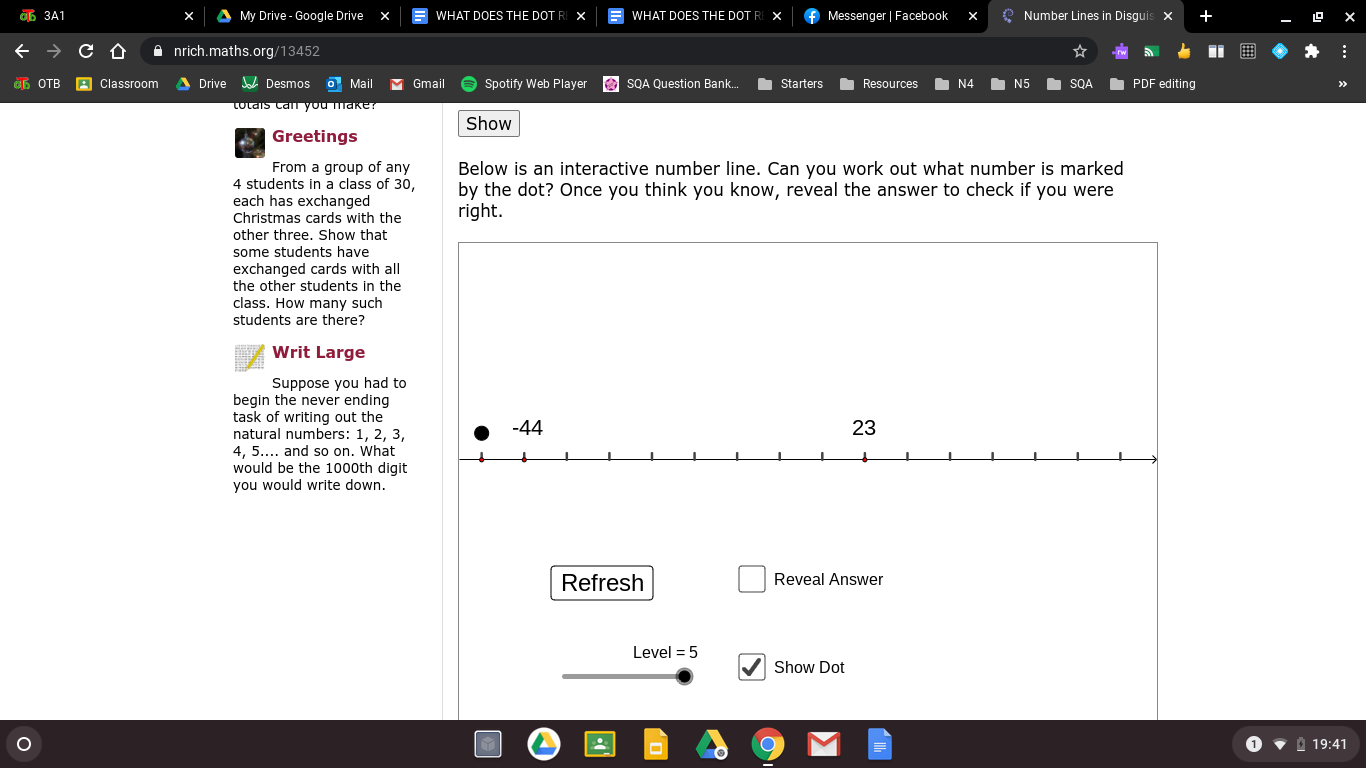 3A1
My Drive - Google Drive
WHAT DOES THE DOT R
WHAT DOES THE DOT R
Messenger | Facebook
Number Lines in Disguis
nrich.maths.org/13452
OTB
Classroom
Drive
Desmos
Mail
Gmail
Spotify Web Player
SQA Question Bank...
Starters
Resources
N4
N5
SQA
PDF editing
»
totals can you make?
Greetings
From a group of any
4 students in a class of 30,
each has exchanged
Christmas cards with the
other three. Show that
some students have
exchanged cards with all
the other students in the
class. How many such
students are there?
Writ Large
Suppose you had to
begin the never ending
task of writing out the
natural numbers: 1, 2, 3,
4, 5.... and so on. What
would be the 1000th digit
you would write down.
Show
Below is an interactive number line. Can you work out what number is marked
by the dot? Once you think you know, reveal the answer to check if you were
right.
-44
23
Refresh
Reveal Answer
Level = 5
Show Dot
1
19:41